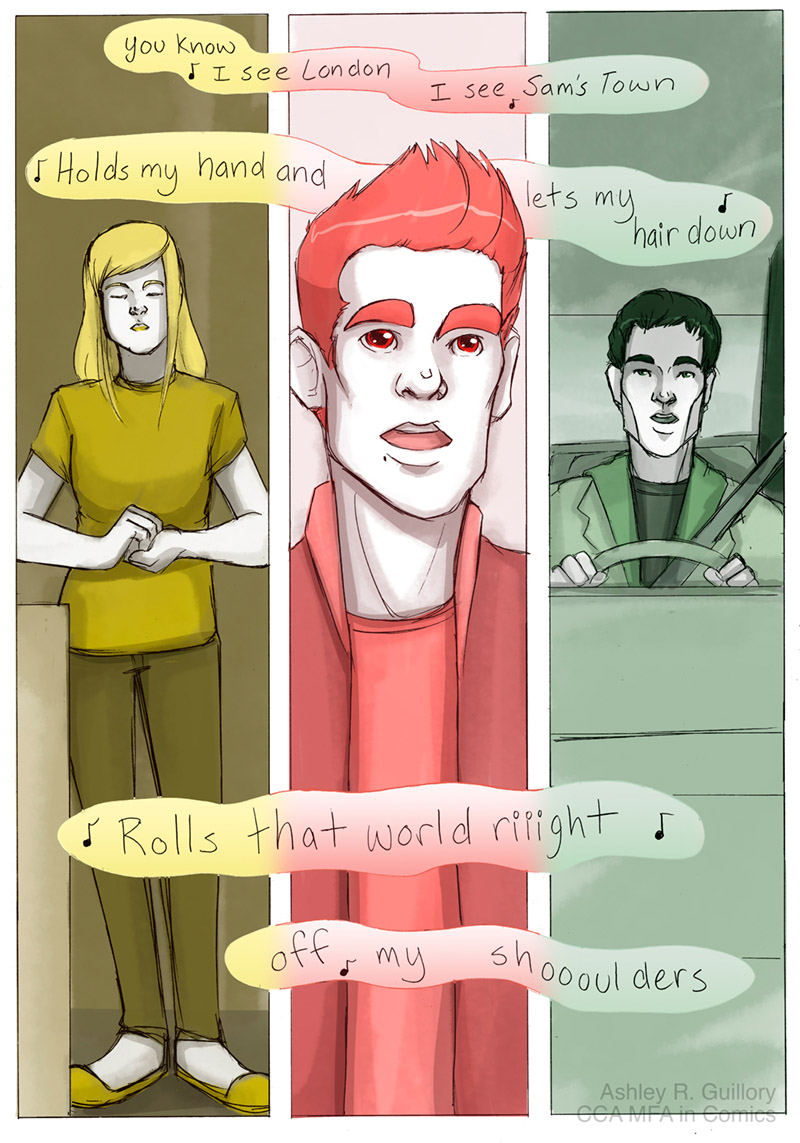 you know
♪ I see London
I see Sam's Town
♪ Holds my hand and
lets my ♪
hair down
♪ Rolls that world riiight ♪
off ♪ my shooouлders
Ashley R. Guillory
CCA MFA in Comics